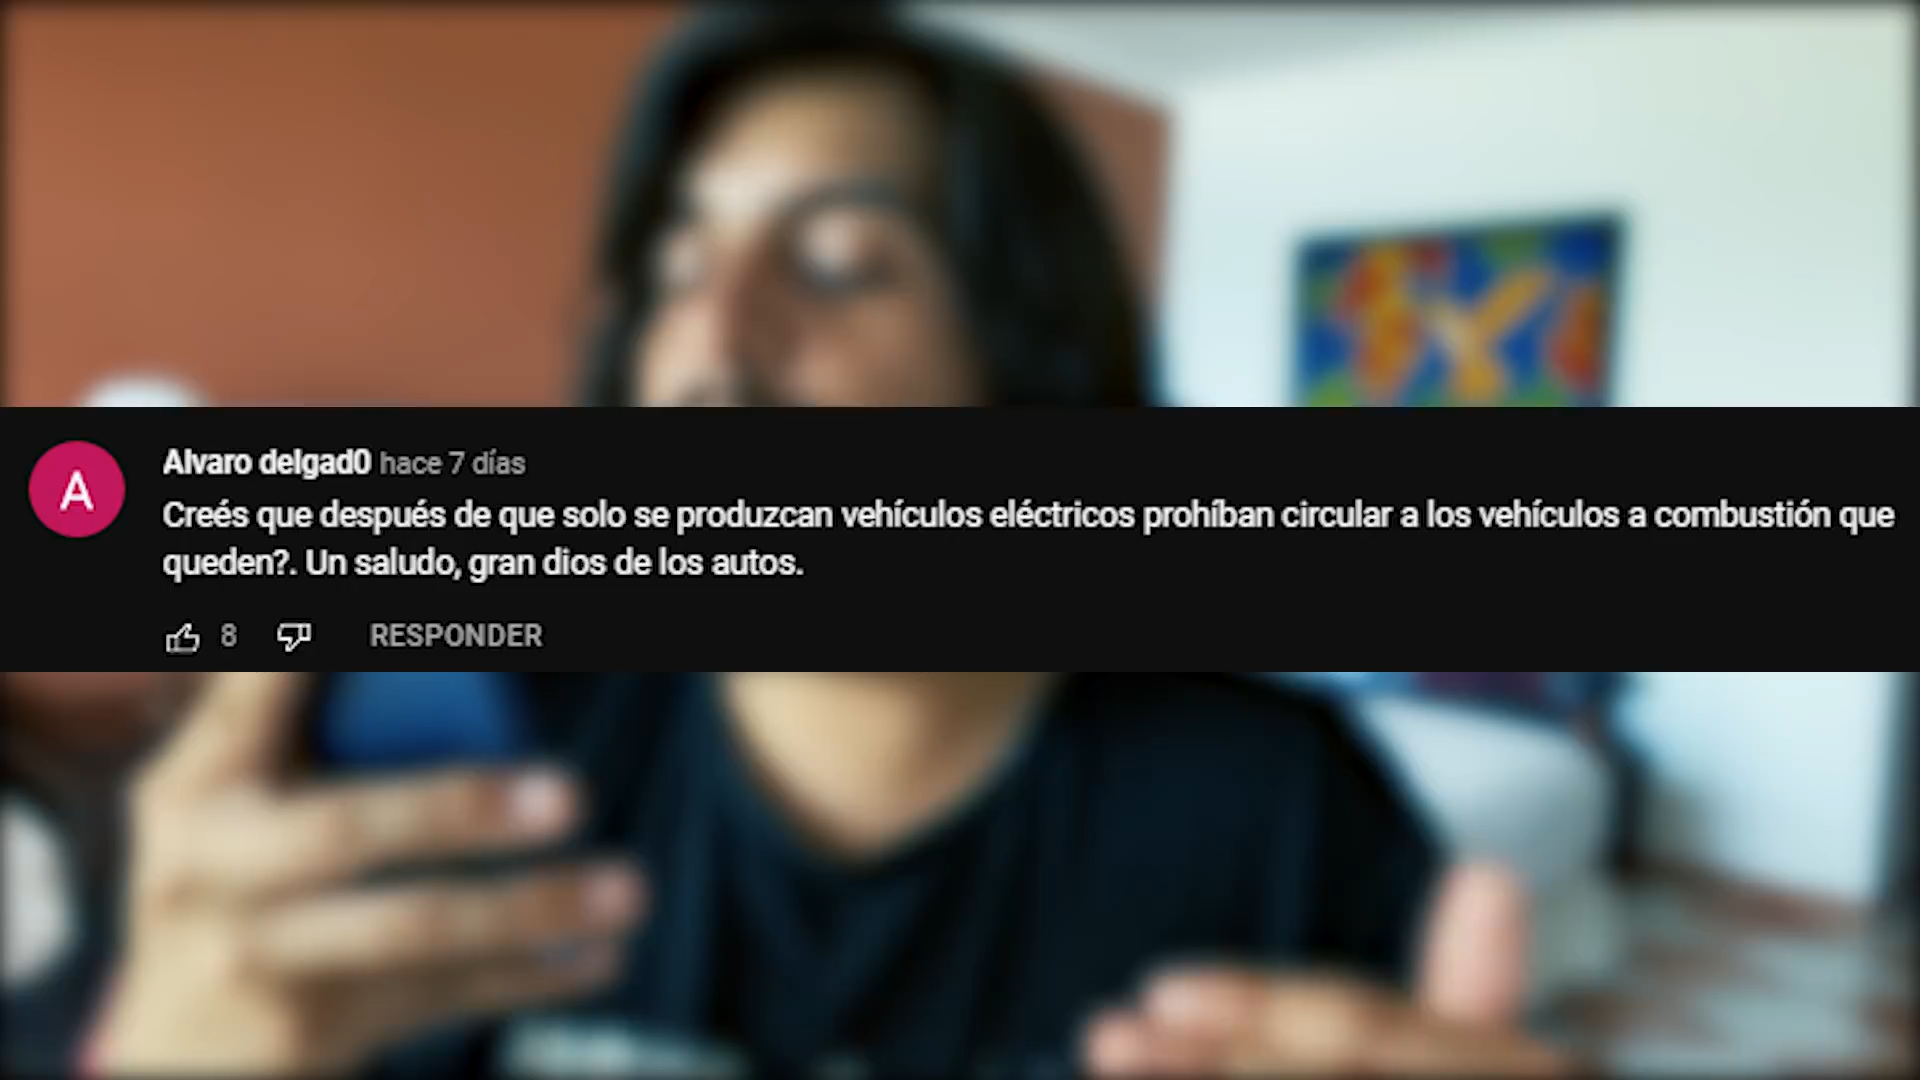 A
Alvaro delgad0 hace 7 días
Creés que después de que solo se produzcan vehículos eléctricos prohíban circular a los vehículos a combustión que
queden?. Un saludo, gran dios de los autos.
8 RESPONDER